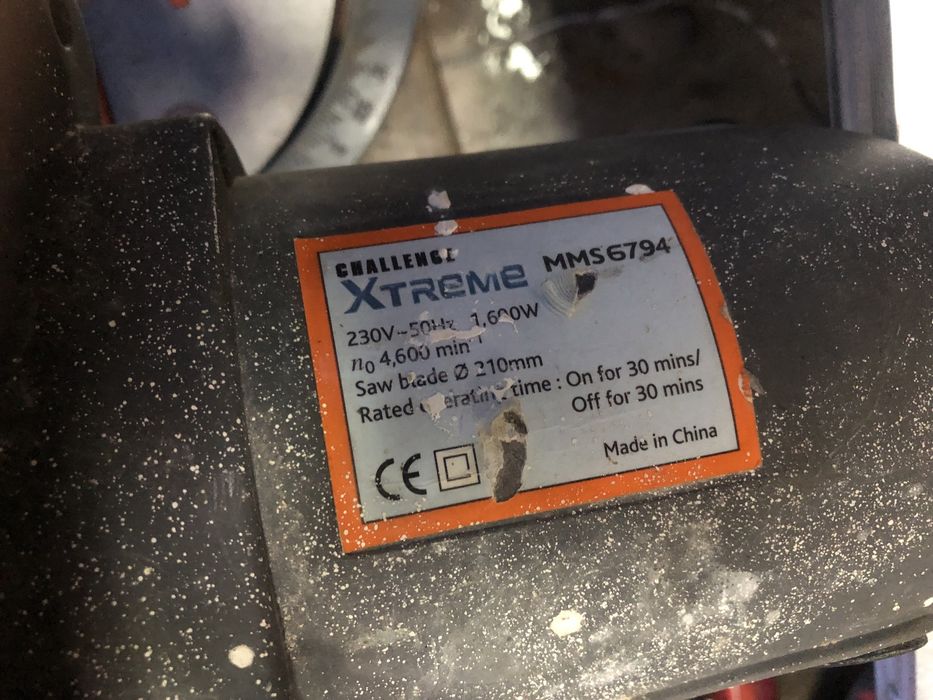 CHALLENGE
XTREME MMS6794
230V~50Hz 1,600W
n₀ 4,600 min⁻¹
Saw blade Ø 210mm
Rated operating time : On for 30 mins/
Off for 30 mins
Made in China
CE